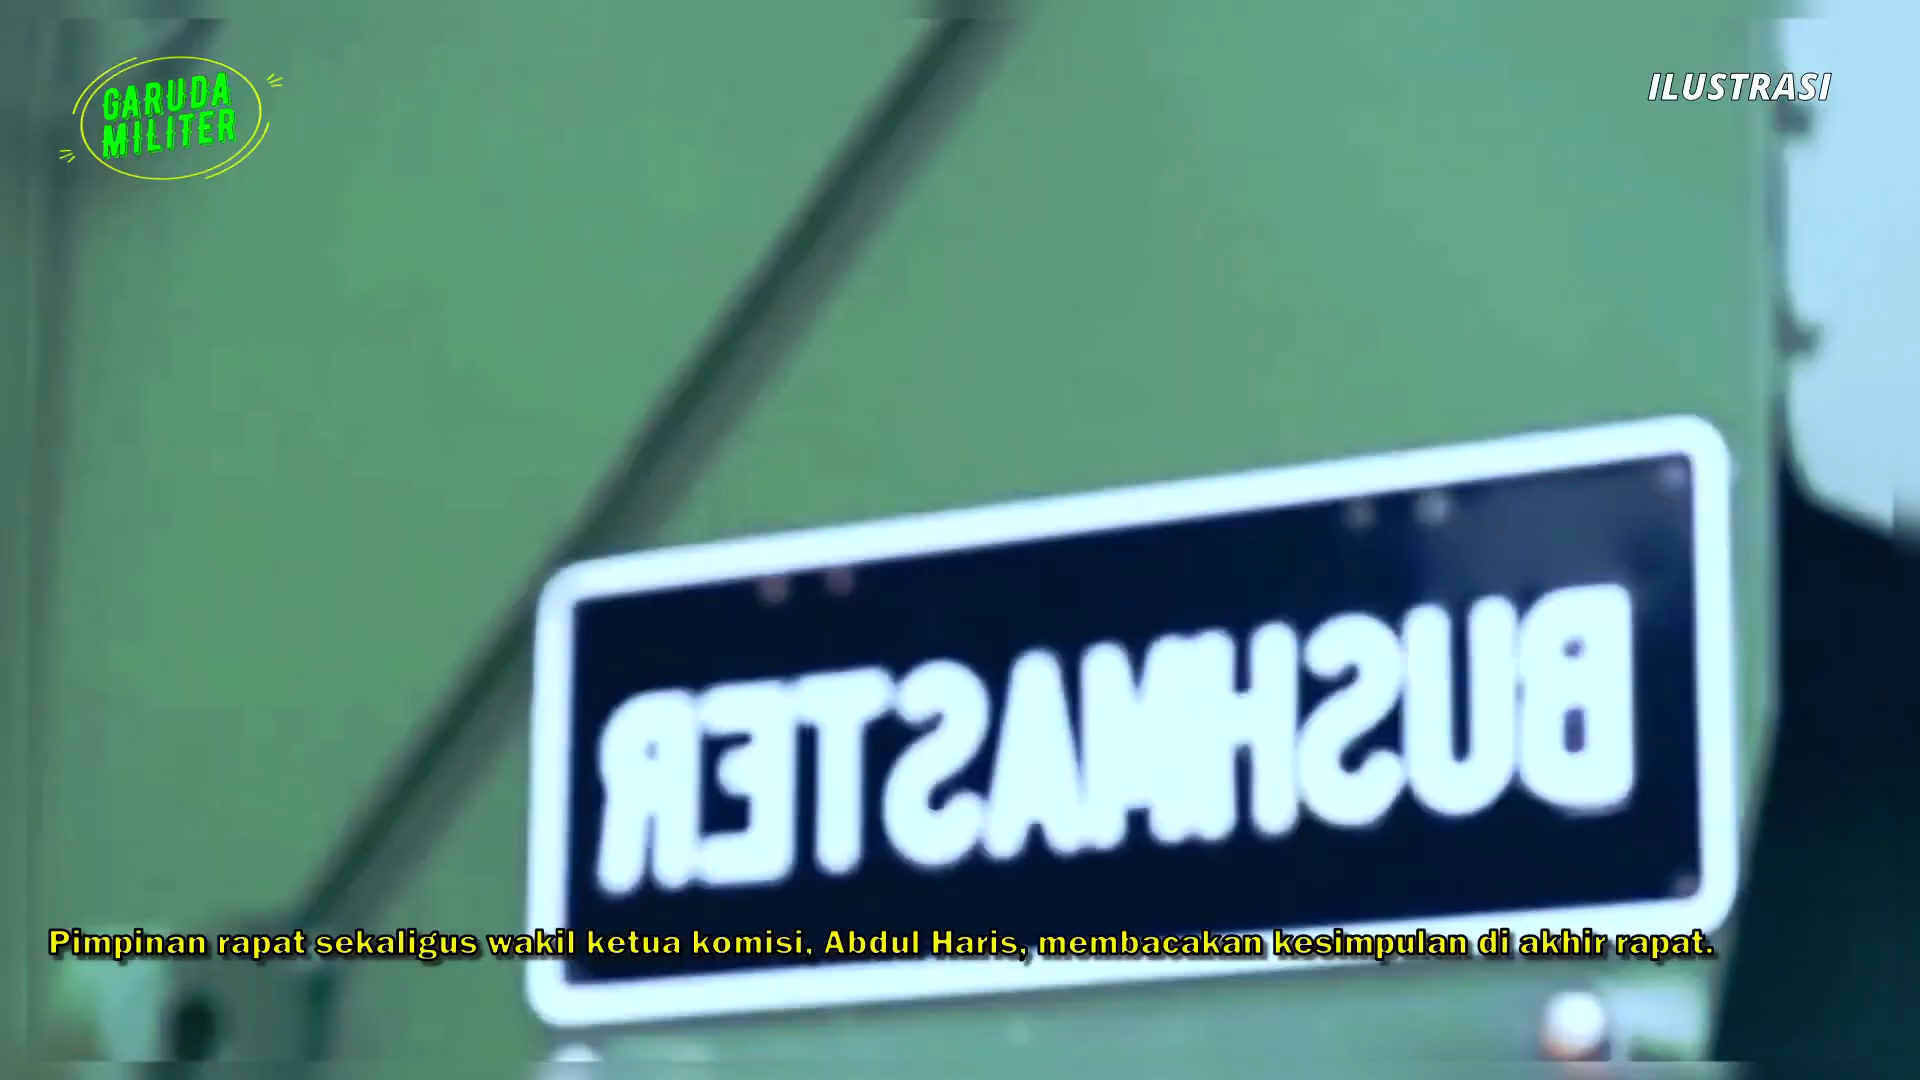 GARUDA
MILITER
ILUSTRASI
BUSHMASTER
Pimpinan rapat sekaligus wakil ketua komisi, Abdul Haris, membacakan kesimpulan di akhir rapat.